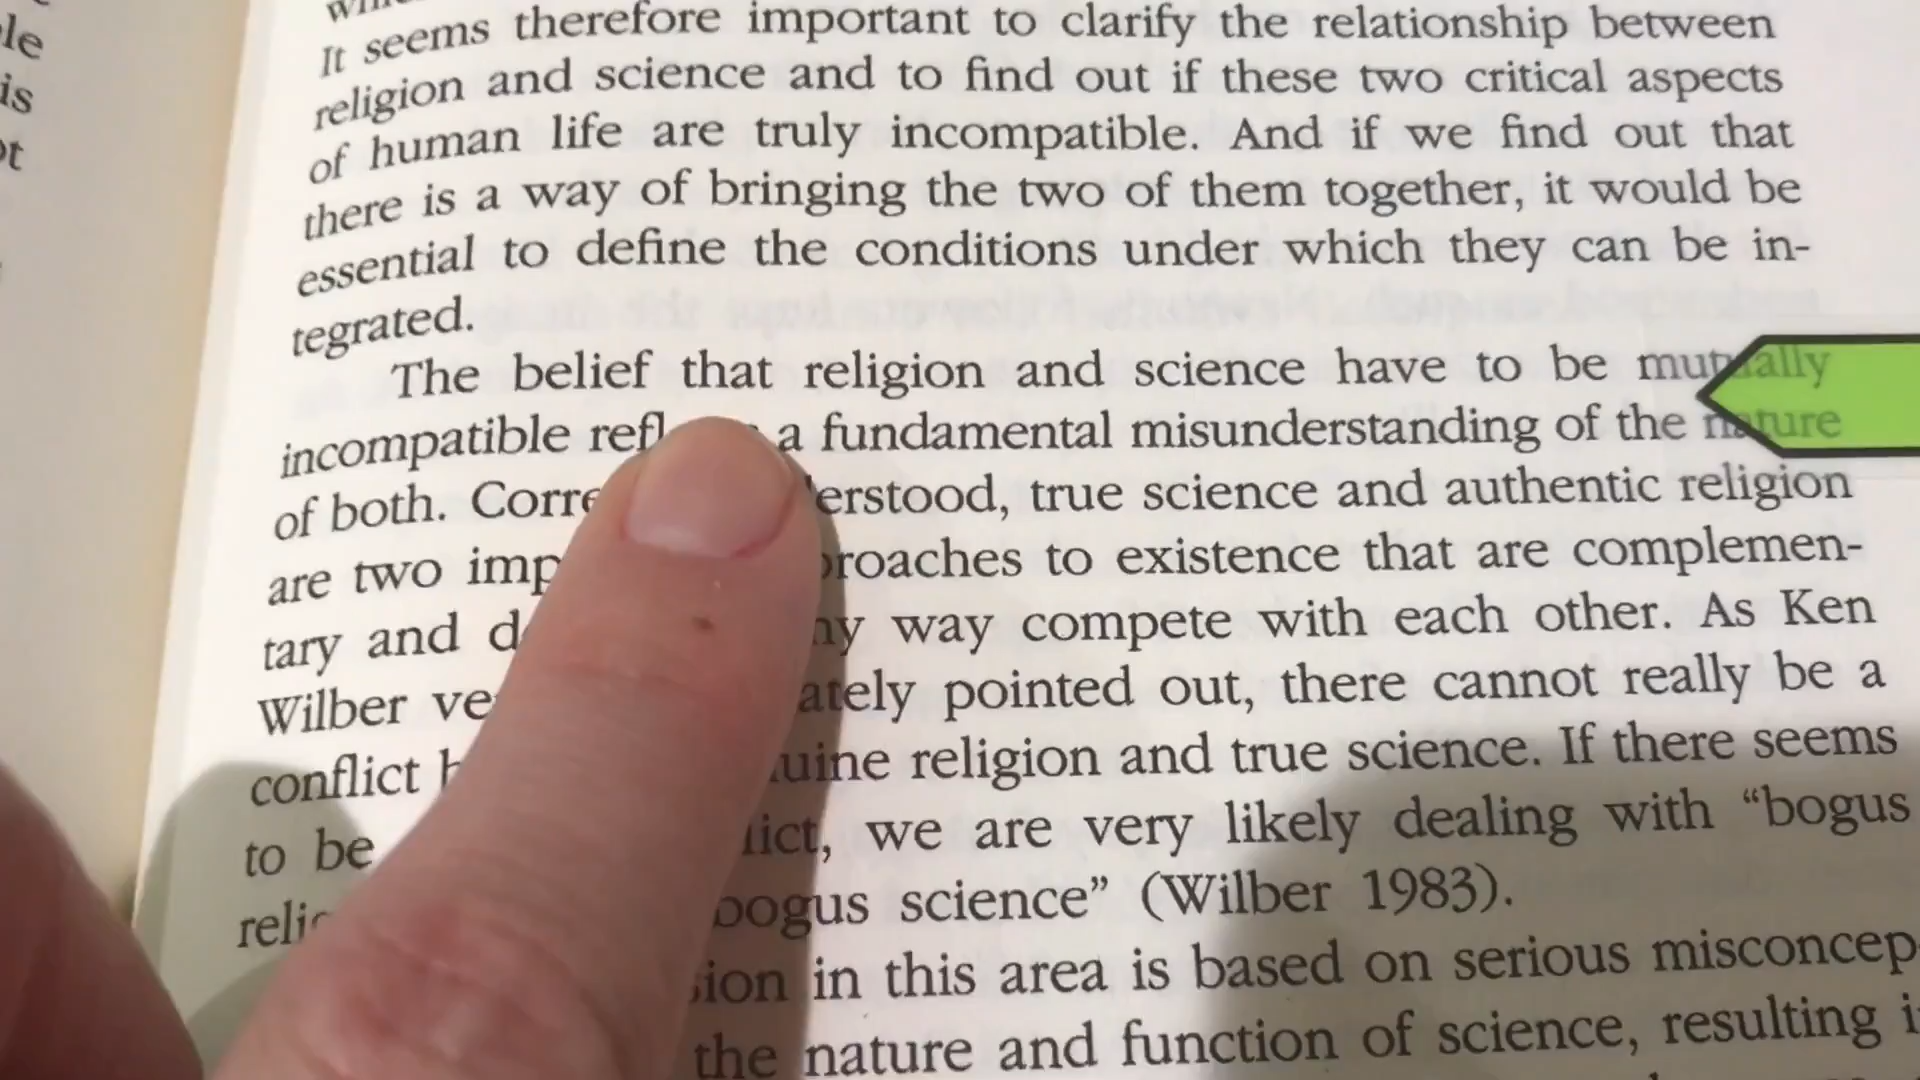 le
is
It seems therefore important to clarify the relationship between
religion and science and to find out if these two critical aspects
of human life are truly incompatible. And if we find out that
there is a way of bringing the two of them together, it would be
essential to define the conditions under which they can be in-
tegrated.
The belief that religion and science have to be mutually
incompatible a fundamental misunderstanding of the nature
of both. true science and authentic religion
are two to existence that are complemen-
tary and way compete with each other. As Ken
Wilber pointed out, there cannot really be a
conflict religion and true science. If there seems
to be we are very likely dealing with “bogus
bogus science” (Wilber 1983).
in this area is based on serious misconcep-
the nature and function of science, resulting